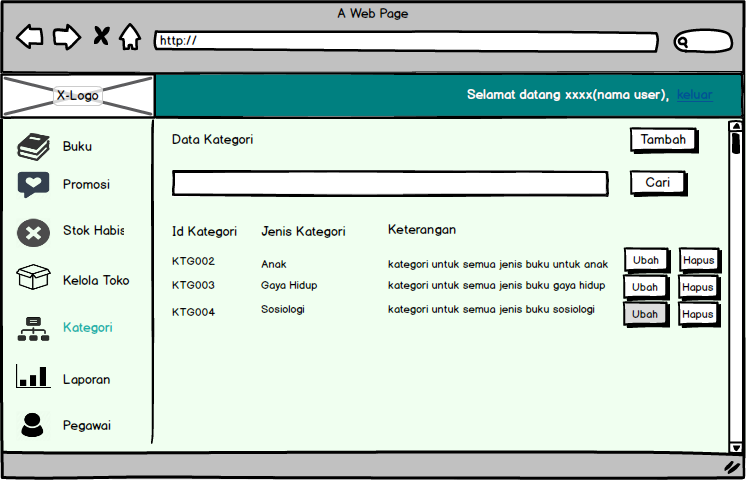 A Web Page
http://
X-Logo
Selamat datang xxxx(nama user), keluar
Buku
Promosi
Stok Habis
Kelola Toko
Kategori
Laporan
Pegawai
Data Kategori
Tambah
Cari
Id Kategori Jenis Kategori Keterangan
KTG002 Anak kategori untuk semua jenis buku untuk anak Ubah Hapus
KTG003 Gaya Hidup kategori untuk semua jenis buku gaya hidup Ubah Hapus
KTG004 Sosiologi kategori untuk semua jenis buku sosiologi Ubah Hapus